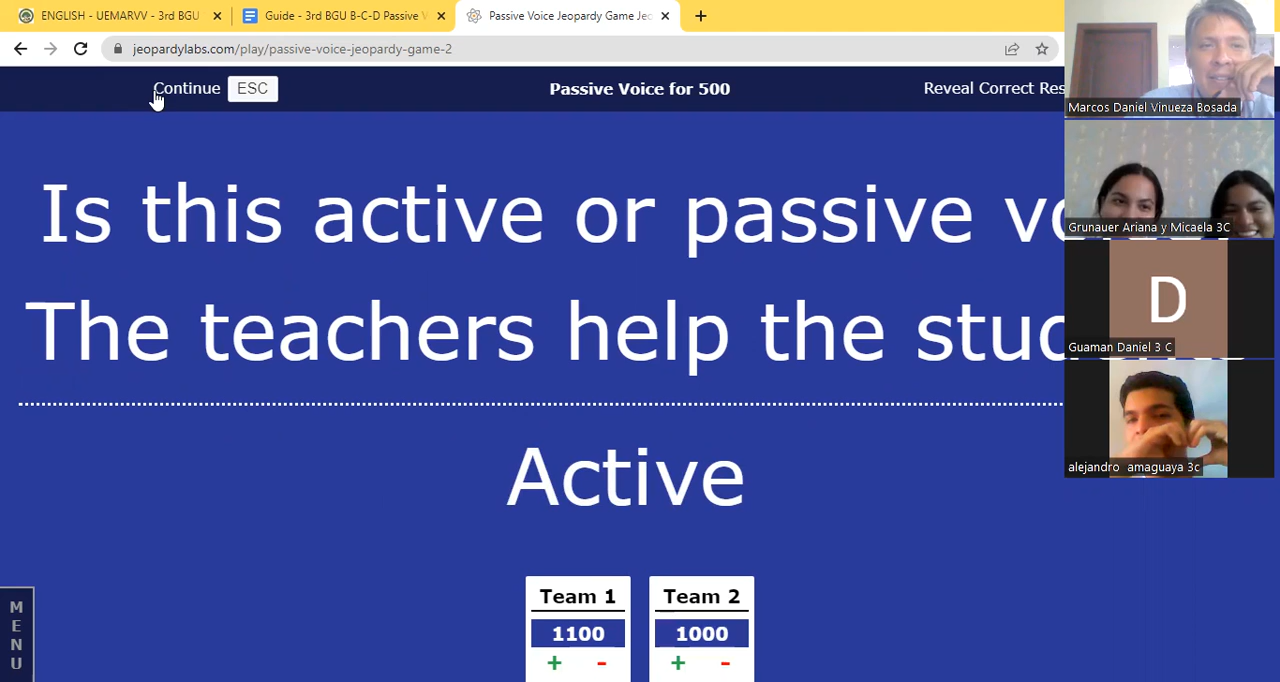 ENGLISH - UEMARVV - 3rd BGU
Guide - 3rd BGU B-C-D Passive V
Passive Voice Jeopardy Game Jeo
jeopardylabs.com/play/passive-voice-jeopardy-game-2
Continue ESC
Passive Voice for 500
Reveal Correct Res
Is this active or passive vo
The teachers help the stud
Active
Team 1
1100
+ -
Team 2
1000
+ -
MENU
Marcos Daniel Vinueza Bosada
Grunauer Ariana y Micaela 3C
D
Guaman Daniel 3 C
alejandro amaguaya 3c